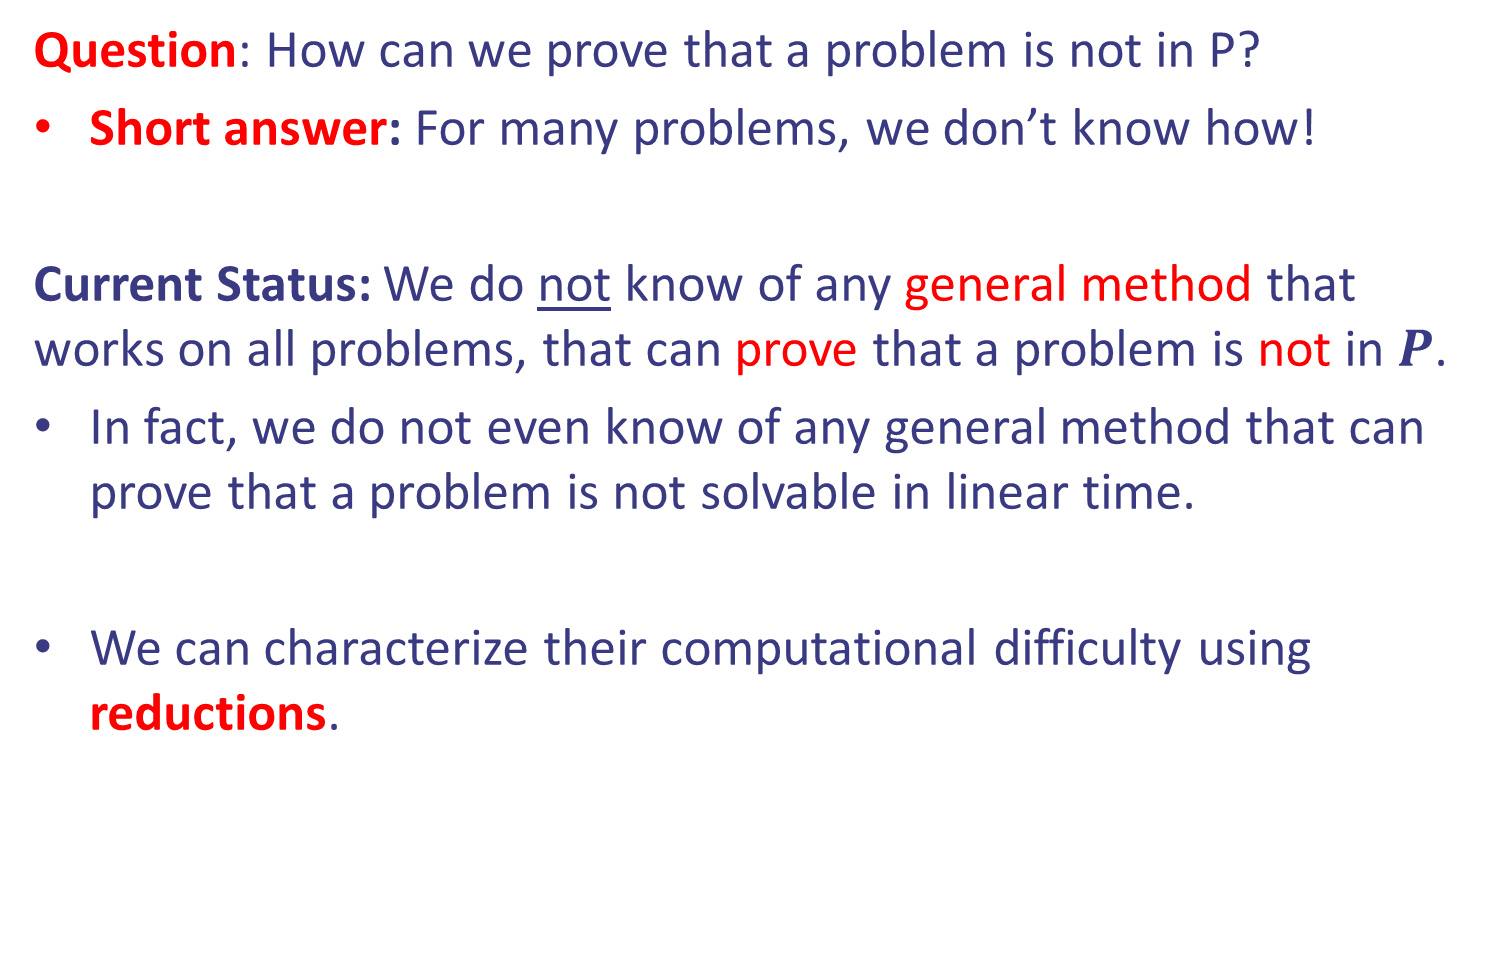 Question: How can we prove that a problem is not in P?
• Short answer: For many problems, we don’t know how!
Current Status: We do not know of any general method that
works on all problems, that can prove that a problem is not in P.
• In fact, we do not even know of any general method that can
prove that a problem is not solvable in linear time.
• We can characterize their computational difficulty using
reductions.